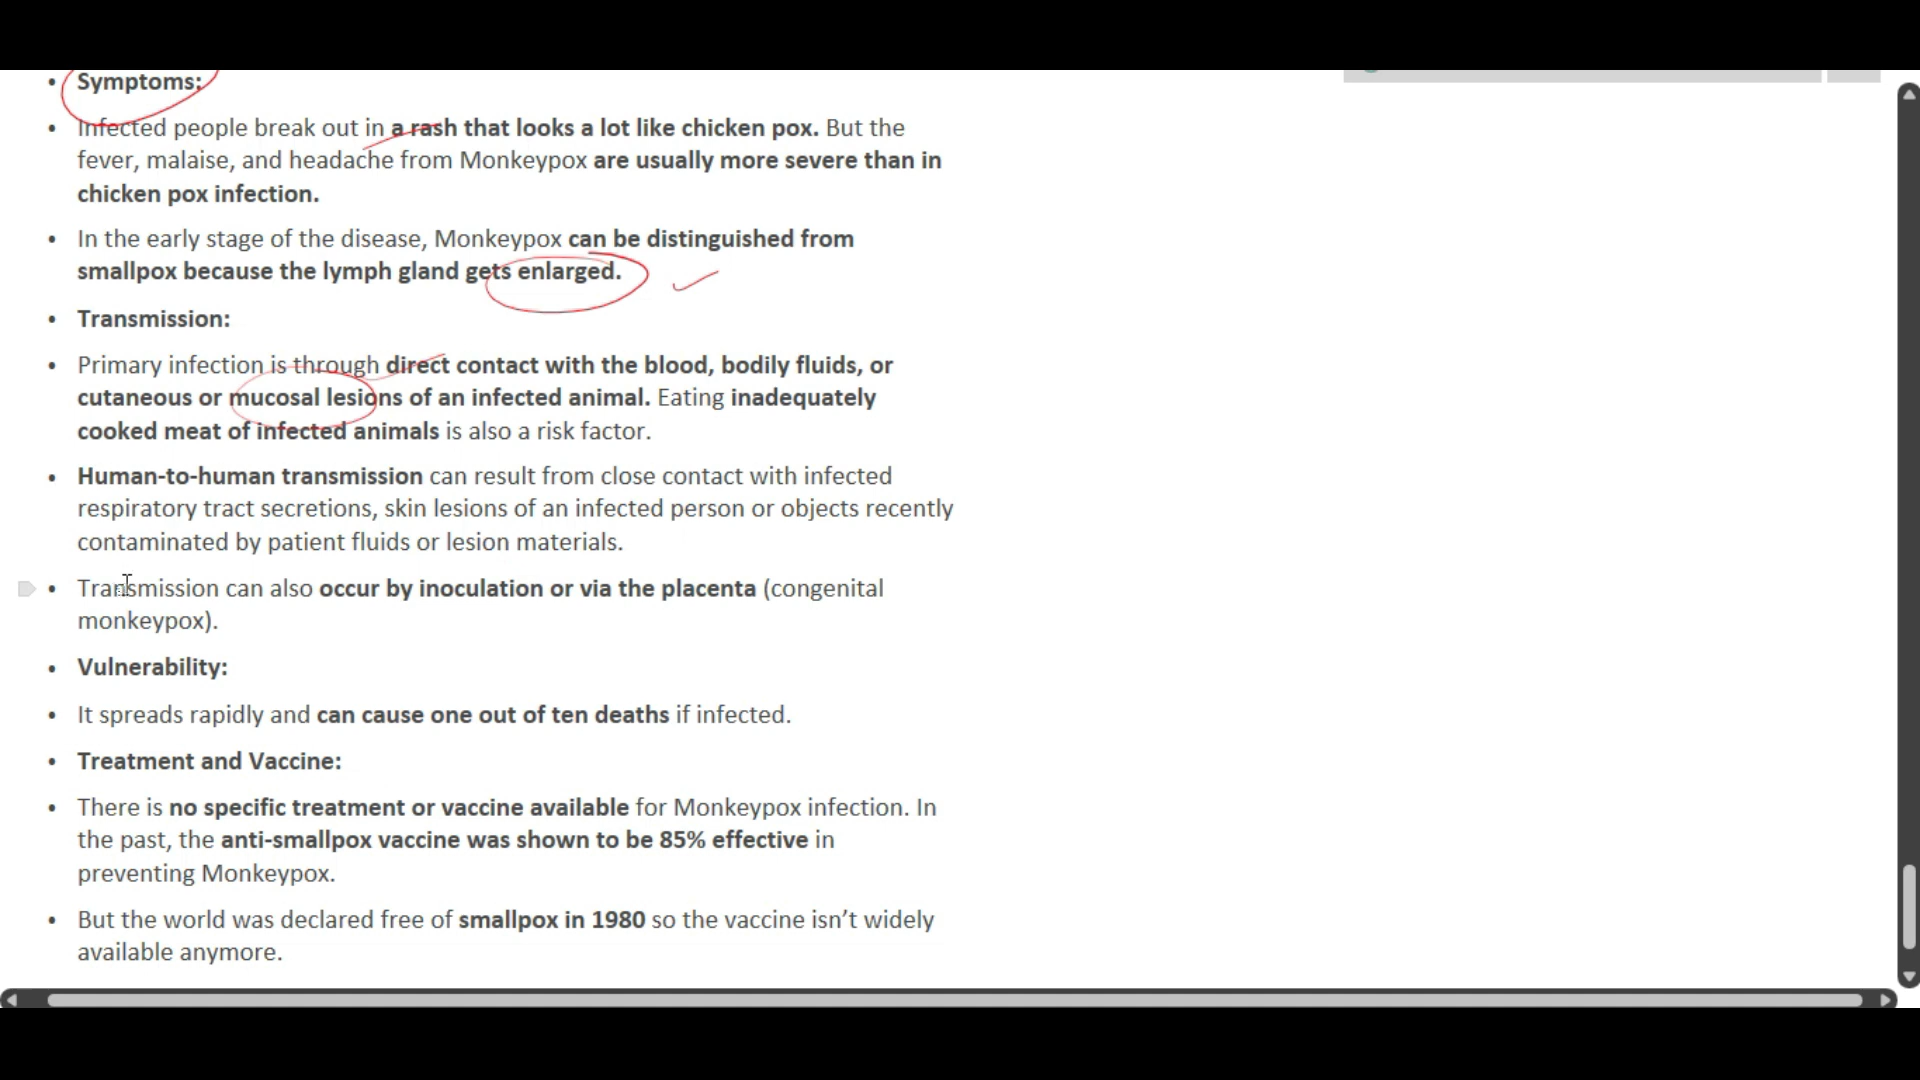 • Symptoms:
• Infected people break out in a rash that looks a lot like chicken pox. But the
fever, malaise, and headache from Monkeypox are usually more severe than in
chicken pox infection.
• In the early stage of the disease, Monkeypox can be distinguished from
smallpox because the lymph gland gets enlarged.
• Transmission:
• Primary infection is through direct contact with the blood, bodily fluids, or
cutaneous or mucosal lesions of an infected animal. Eating inadequately
cooked meat of infected animals is also a risk factor.
• Human-to-human transmission can result from close contact with infected
respiratory tract secretions, skin lesions of an infected person or objects recently
contaminated by patient fluids or lesion materials.
• Transmission can also occur by inoculation or via the placenta (congenital
monkeypox).
• Vulnerability:
• It spreads rapidly and can cause one out of ten deaths if infected.
• Treatment and Vaccine:
• There is no specific treatment or vaccine available for Monkeypox infection. In
the past, the anti-smallpox vaccine was shown to be 85% effective in
preventing Monkeypox.
• But the world was declared free of smallpox in 1980 so the vaccine isn’t widely
available anymore.